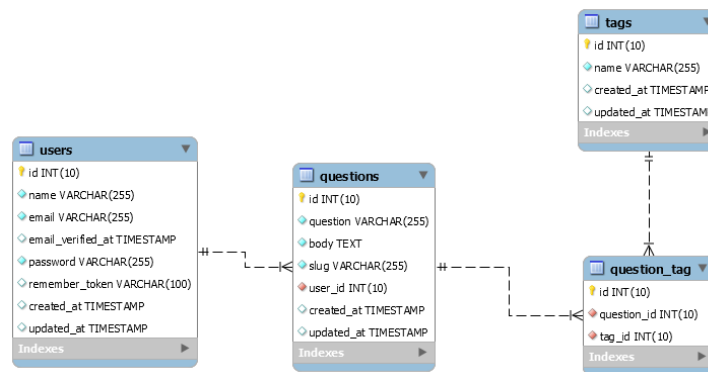 tags
id INT(10)
name VARCHAR(255)
created_at TIMESTAMP
updated_at TIMESTAMP
Indexes
users
id INT(10)
name VARCHAR(255)
email VARCHAR(255)
email_verified_at TIMESTAMP
password VARCHAR(255)
remember_token VARCHAR(100)
created_at TIMESTAMP
updated_at TIMESTAMP
Indexes
questions
id INT(10)
question VARCHAR(255)
body TEXT
slug VARCHAR(255)
user_id INT(10)
created_at TIMESTAMP
updated_at TIMESTAMP
Indexes
question_tag
id INT(10)
question_id INT(10)
tag_id INT(10)
Indexes